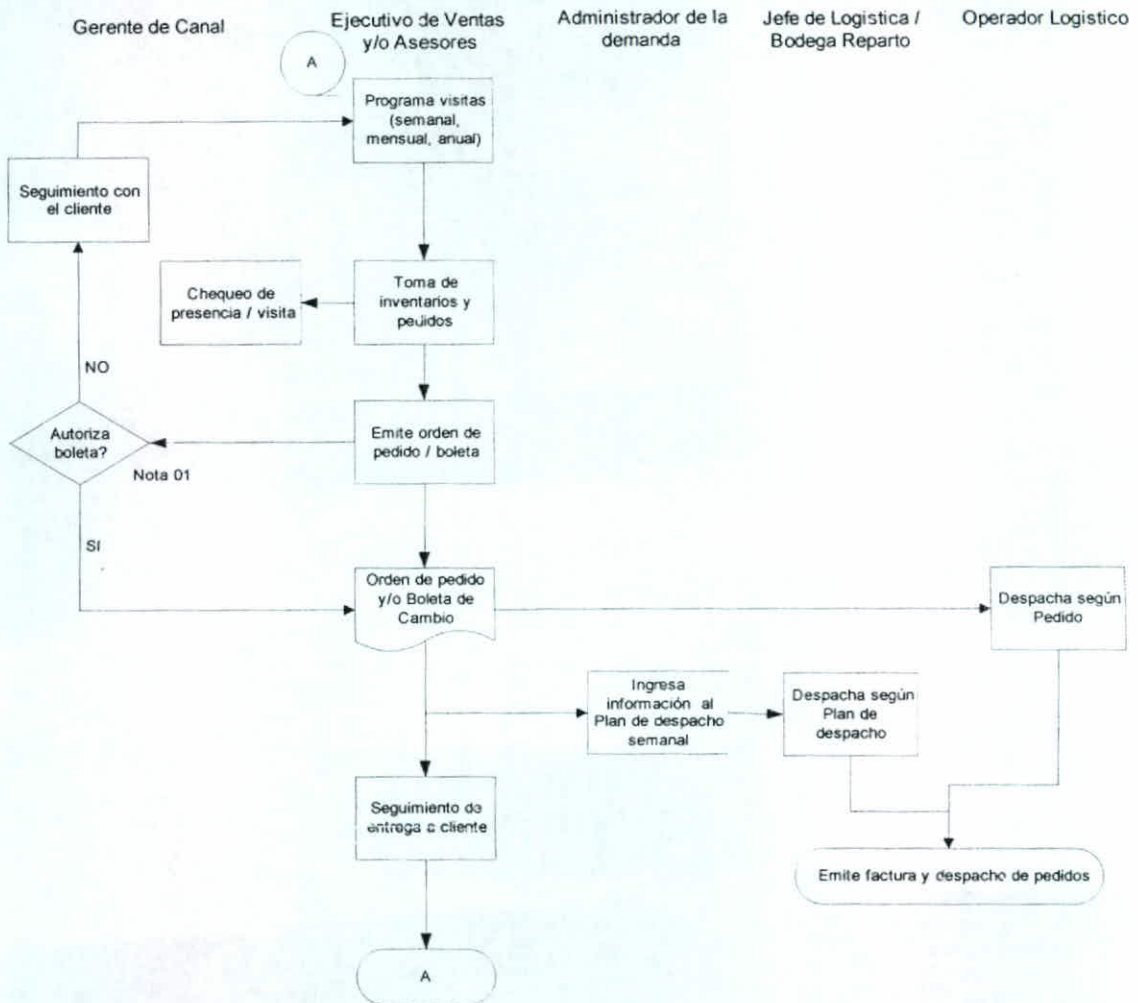 Gerente de Canal
Ejecutivo de Ventas
y/o Asesores
Administrador de la
demanda
Jefe de Logistica /
Bodega Reparto
Operador Logistico
A
Programa visitas
(semanal,
mensual, anual)
Seguimiento con
el cliente
Chequeo de
presencia / visita
Toma de
inventarios y
pedidos
NO
Autoriza
boleta?
Nota 01
Emite orden de
pedido / boleta
SI
Orden de pedido
y/o Boleta de
Cambio
Despacha según
Pedido
Ingresa
información al
Plan de despacho
semanal
Despacha según
Plan de
despacho
Seguimiento de
entrega a cliente
Emite factura y despacho de pedidos
A